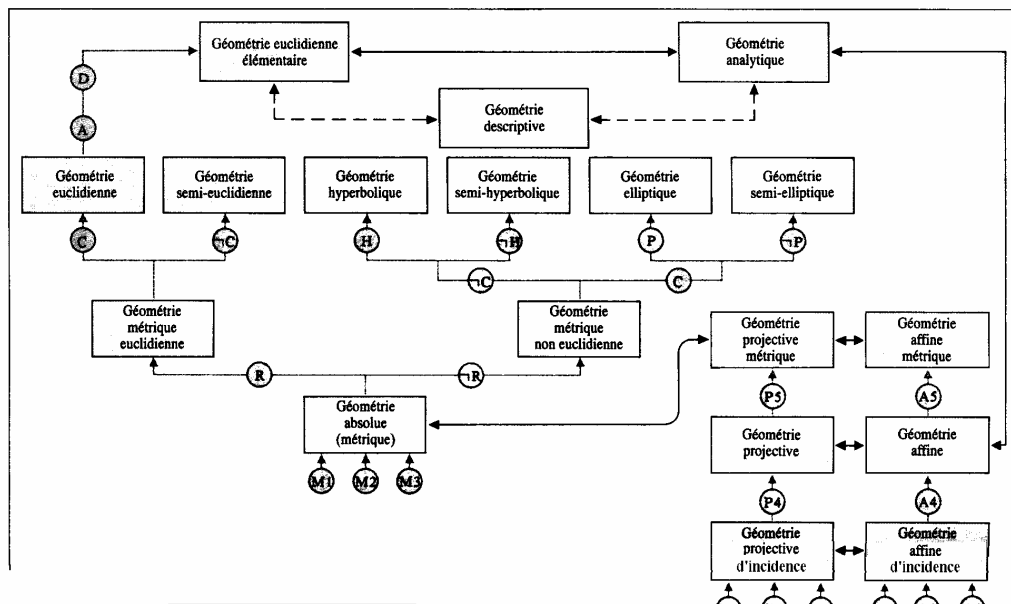 Géométrie euclidienne
élémentaire
Géométrie
analytique
D
Géométrie
descriptive
A
Géométrie
euclidienne
Géométrie
semi-euclidienne
Géométrie
hyperbolique
Géométrie
semi-hyperbolique
Géométrie
elliptique
Géométrie
semi-elliptique
C
¬C
H
¬H
P
¬P
¬C
C
Géométrie
métrique
euclidienne
Géométrie
métrique
non euclidienne
Géométrie
projective
métrique
Géométrie
affine
métrique
R
¬R
P5
A5
Géométrie
absolue
(métrique)
Géométrie
projective
Géométrie
affine
M1
M2
M3
P4
A4
Géométrie
projective
d'incidence
Géométrie
affine
d'incidence